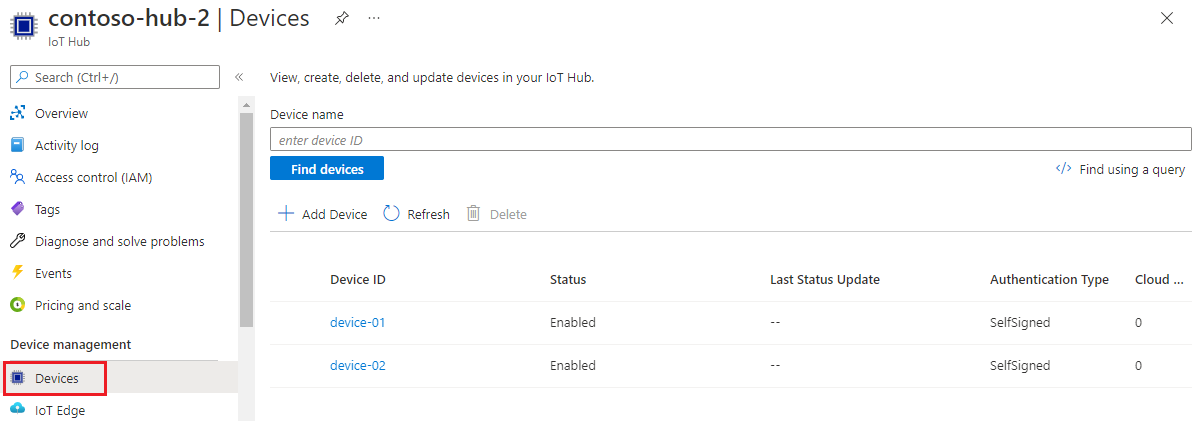 contoso-hub-2 | Devices
IoT Hub
Search (Ctrl+/)
Overview
Activity log
Access control (IAM)
Tags
Diagnose and solve problems
Events
Pricing and scale
Device management
Devices
IoT Edge
View, create, delete, and update devices in your IoT Hub.
Device name
enter device ID
Find devices
</> Find using a query
Add Device Refresh Delete
Device ID Status Last Status Update Authentication Type Cloud ...
device-01 Enabled -- SelfSigned 0
device-02 Enabled -- SelfSigned 0